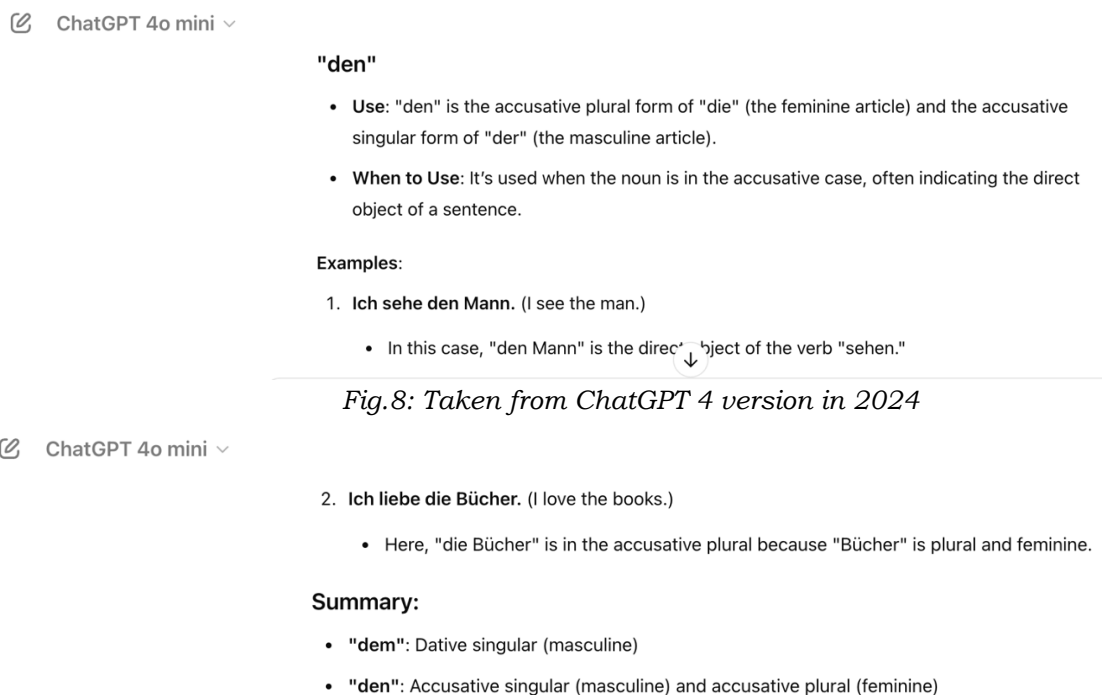 ChatGPT 4o mini
"den"
• Use: "den" is the accusative plural form of "die" (the feminine article) and the accusative
singular form of "der" (the masculine article).
• When to Use: It's used when the noun is in the accusative case, often indicating the direct
object of a sentence.
Examples:
1. Ich sehe den Mann. (I see the man.)
• In this case, "den Mann" is the direct object of the verb "sehen."
Fig.8: Taken from ChatGPT 4 version in 2024
ChatGPT 4o mini
2. Ich liebe die Bücher. (I love the books.)
• Here, "die Bücher" is in the accusative plural because "Bücher" is plural and feminine.
Summary:
• "dem": Dative singular (masculine)
• "den": Accusative singular (masculine) and accusative plural (feminine)